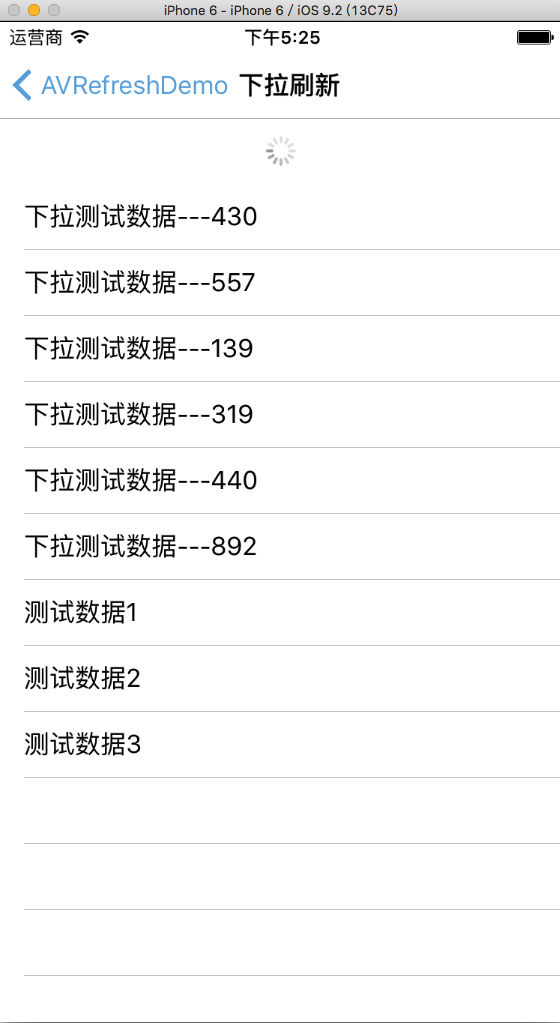 iPhone 6 - iPhone 6 / iOS 9.2 (13C75)
运营商 下午5:25
AVRefreshDemo 下拉刷新
下拉测试数据---430
下拉测试数据---557
下拉测试数据---139
下拉测试数据---319
下拉测试数据---440
下拉测试数据---892
测试数据1
测试数据2
测试数据3